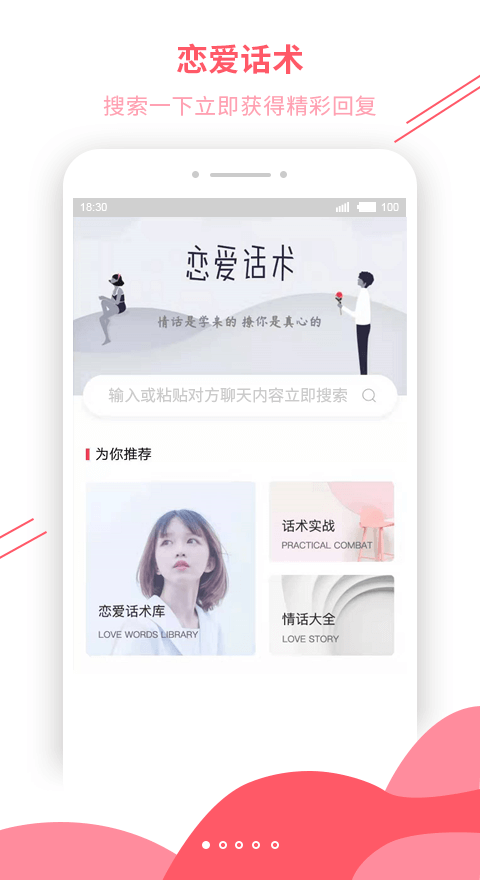 恋爱话术
搜索一下立即获得精彩回复
18:30 100
恋爱话术
情话是学来的 撩你是真心的
输入或粘贴对方聊天内容立即搜索
为你推荐
话术实战
PRACTICAL COMBAT
恋爱话术库
LOVE WORDS LIBRARY
情话大全
LOVE STORY